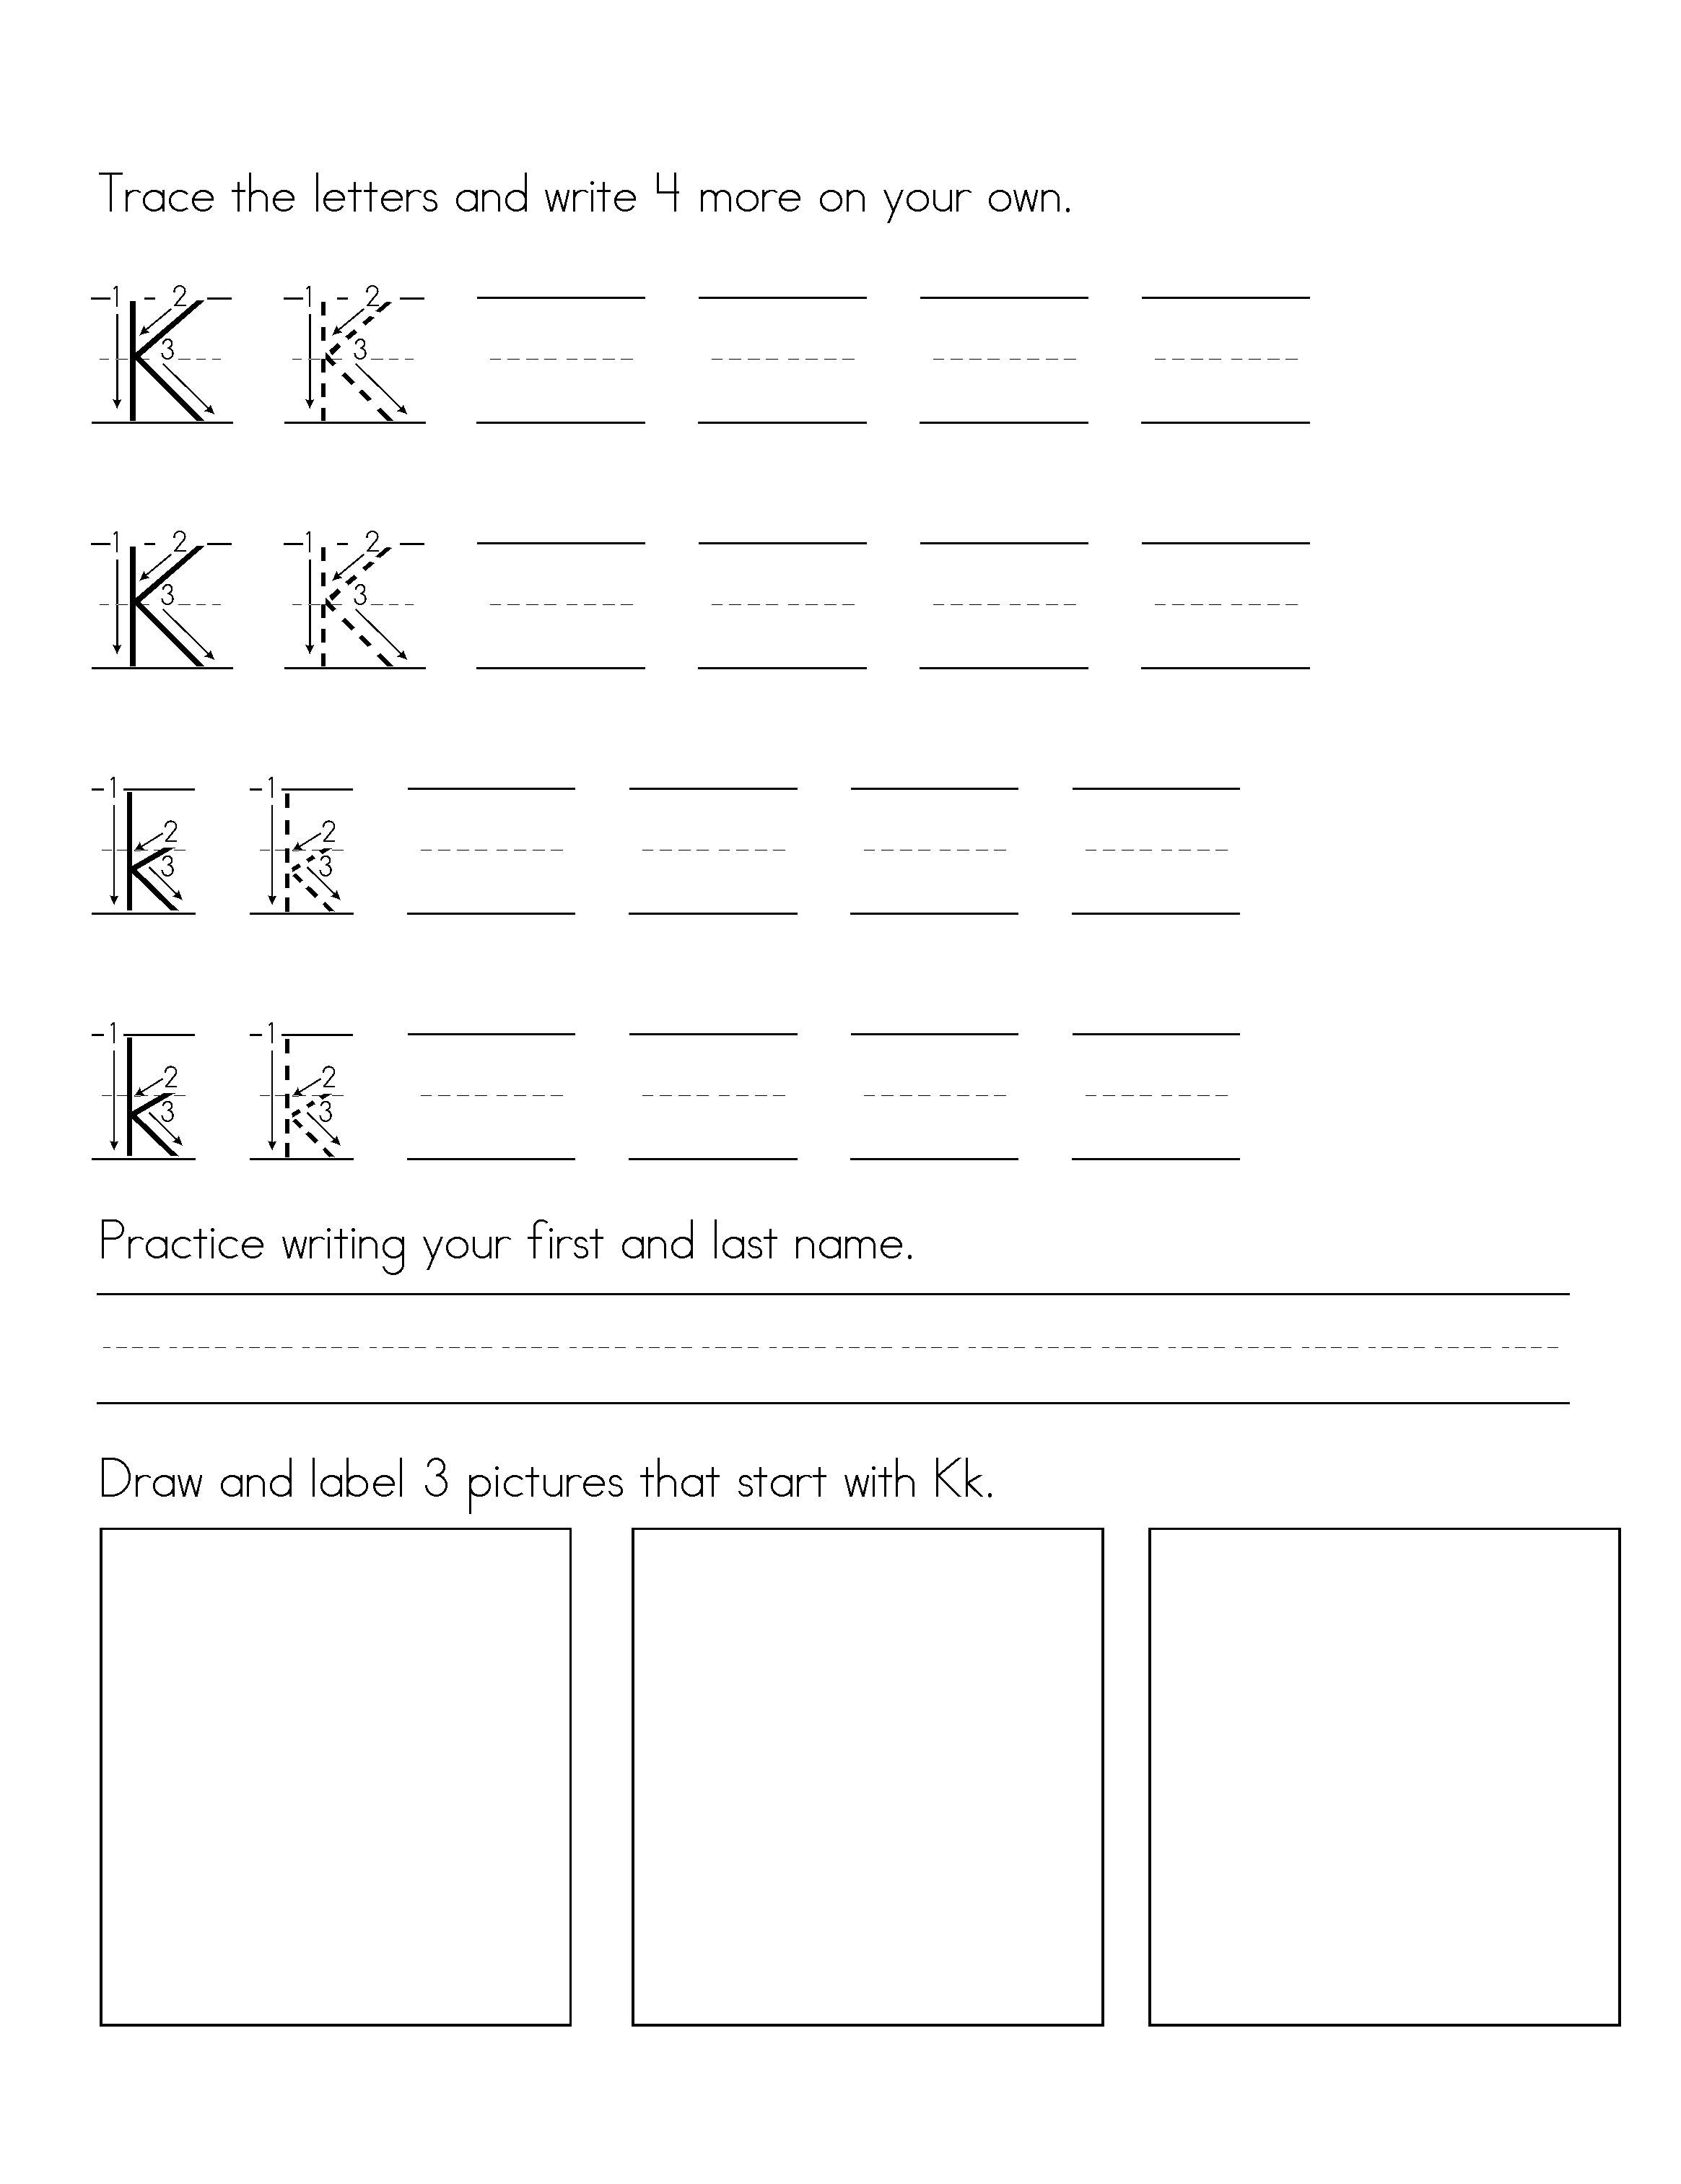 Trace the letters and write 4 more on your own.
1 2 3 K 1 2 3 K
1 2 3 K 1 2 3 K
1 2 3 k 1 2 3 k
1 2 3 k 1 2 3 k
Practice writing your first and last name.
Draw and label 3 pictures that start with Kk.